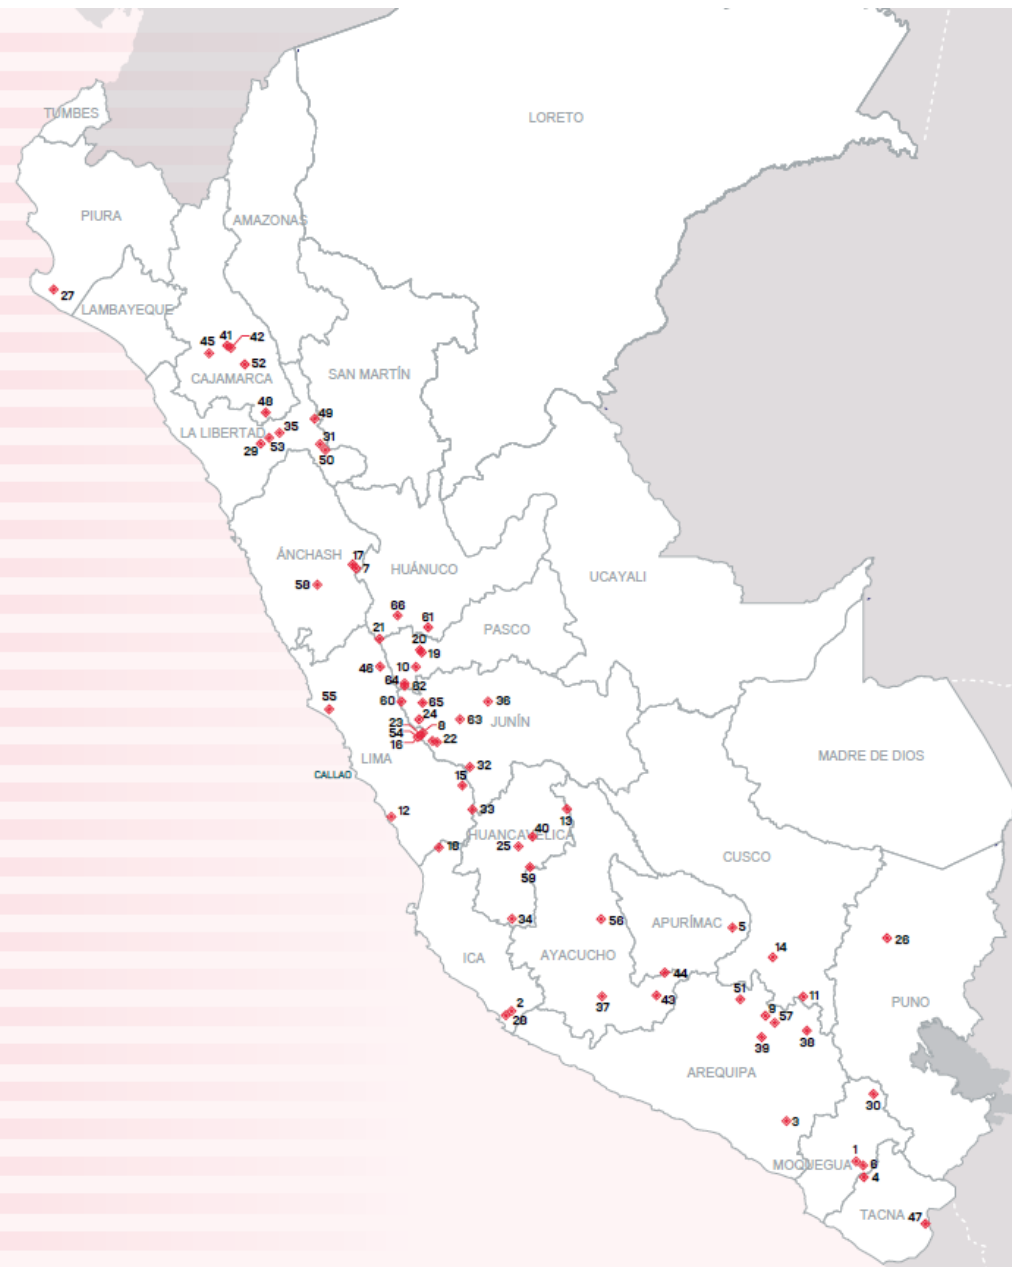 LORETO
TUMBES
PIURA
AMAZONAS
27
LAMBAYEQUE
45
41
42
52
CAJAMARCA
SAN MARTÍN
48
49
35
LA LIBERTAD
29
53
31
50
ÁNCHASH
17
7
HUÁNUCO
58
UCAYALI
66
61
21
20
19
PASCO
46
10
64
62
55
60
65
36
24
23
8
63
JUNÍN
54
16
22
LIMA
MADRE DE DIOS
CALLAO
32
15
12
33
13
40
HUANCAVELICA
18
25
59
CUSCO
34
56
APURÍMAC
5
26
ICA
AYACUCHO
14
44
2
28
37
43
51
11
PUNO
9
57
39
38
AREQUIPA
30
3
1
MOQUEGUA
6
4
TACNA
47